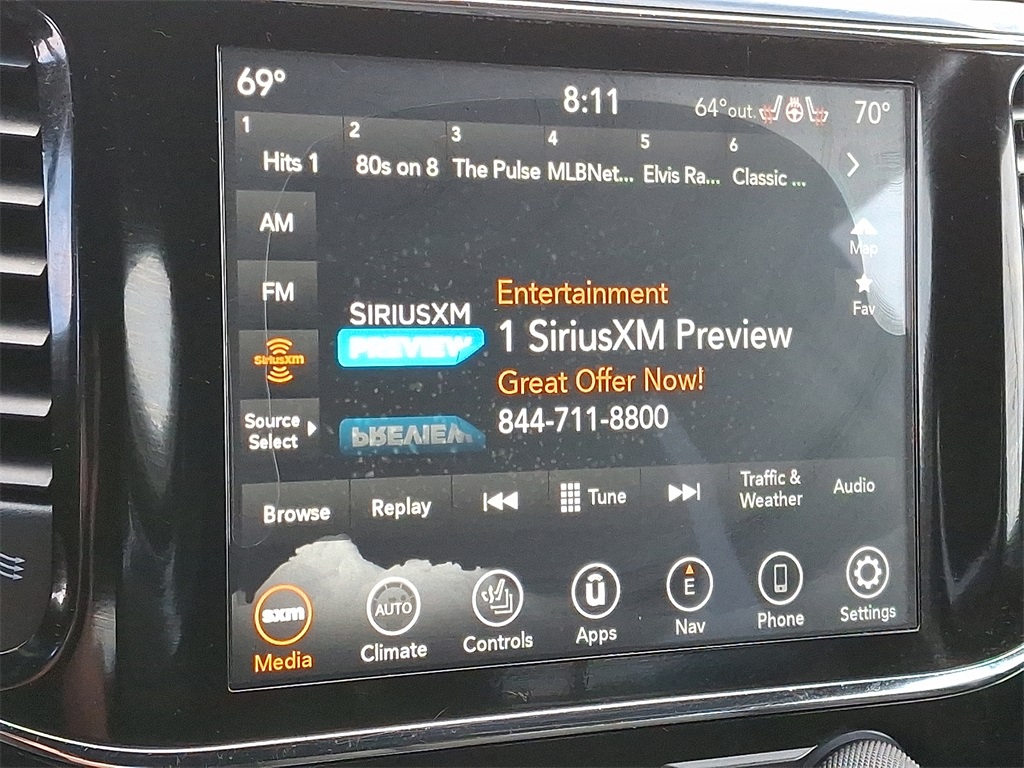 69°
8:11
64°out.
70°
1 2 3 4 5 6
Hits 1 80s on 8 The Pulse MLBNet... Elvis Ra... Classic ...
AM
Map
FM
Fav
SIRIUSXM
PREVIEW
Entertainment
1 SiriusXM Preview
Great Offer Now!
844-711-8800
SiriusXM
Source
Select
PREVIEW
Browse Replay Tune Traffic &
Weather Audio
sxm AUTO E
Media Climate Controls Apps Nav Phone Settings